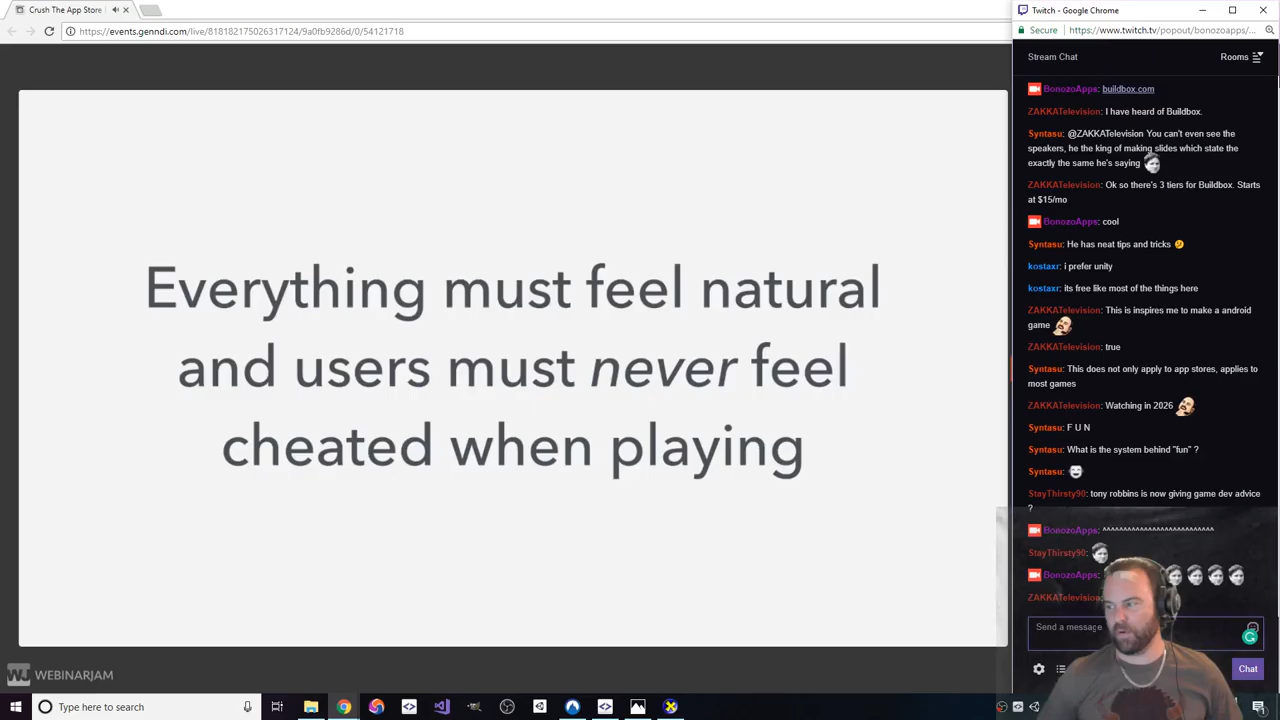 Crush The App Store
https://events.genndi.com/live/818182175026317124/9a0fb9286d/0/54121718
Everything must feel natural
and users must never feel
cheated when playing
WJ WEBINARJAM
Twitch - Google Chrome
Secure https://www.twitch.tv/popout/bonozoapps/...
Stream Chat
Rooms
BonozoApps: buildbox.com
ZAKKATelevision: I have heard of Buildbox.
Syntasu: @ZAKKATelevision You can't even see the
speakers, he the king of making slides which state the
exactly the same he's saying
ZAKKATelevision: Ok so there's 3 tiers for Buildbox. Starts
at $15/mo
BonozoApps: cool
Syntasu: He has neat tips and tricks
kostaxr: i prefer unity
kostaxr: its free like most of the things here
ZAKKATelevision: This is inspires me to make a android
game
ZAKKATelevision: true
Syntasu: This does not only apply to app stores, applies to
most games
ZAKKATelevision: Watching in 2026
Syntasu: F U N
Syntasu: What is the system behind "fun" ?
Syntasu:
StayThirsty90: tony robbins is now giving game dev advice
?
BonozoApps: ^^^^^^^^^^^^^^^^^^^^^^^^^^^
StayThirsty90:
BonozoApps:
ZAKKATelevision:
Send a message
Chat
Type here to search